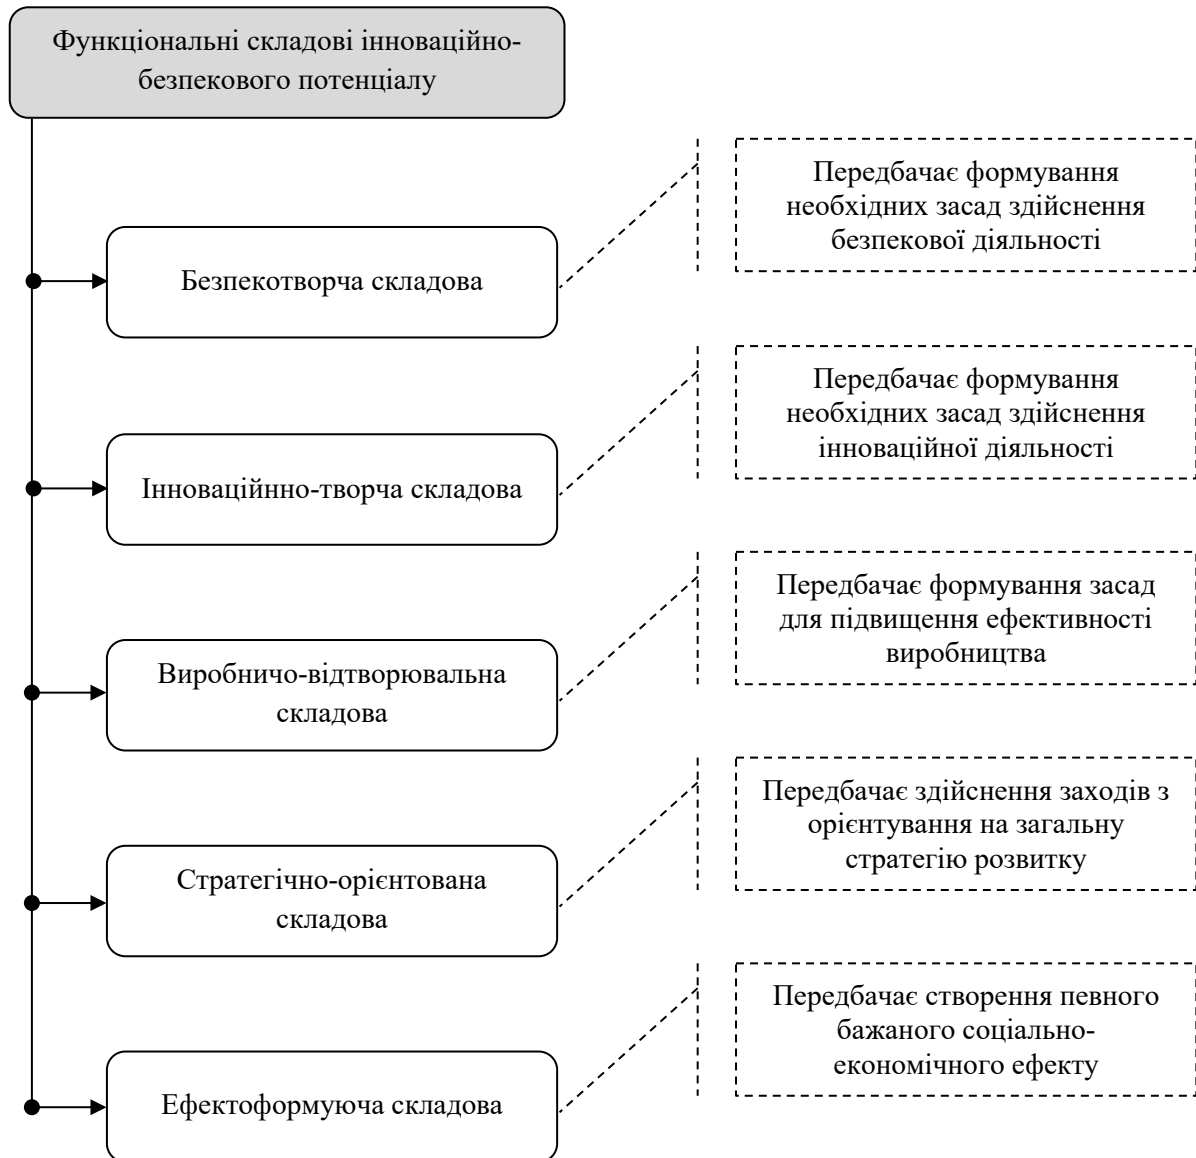 Функціональні складові інноваційно-
безпекового потенціалу
Передбачає формування
необхідних засад здійснення
безпекової діяльності
Безпекотворча складова
Передбачає формування
необхідних засад здійснення
інноваційної діяльності
Інноваційнно-творча складова
Передбачає формування засад
для підвищення ефективності
виробництва
Виробничо-відтворювальна
складова
Передбачає здійснення заходів з
орієнтування на загальну
стратегію розвитку
Стратегічно-орієнтована
складова
Передбачає створення певного
бажаного соціально-
економічного ефекту
Ефектоформуюча складова